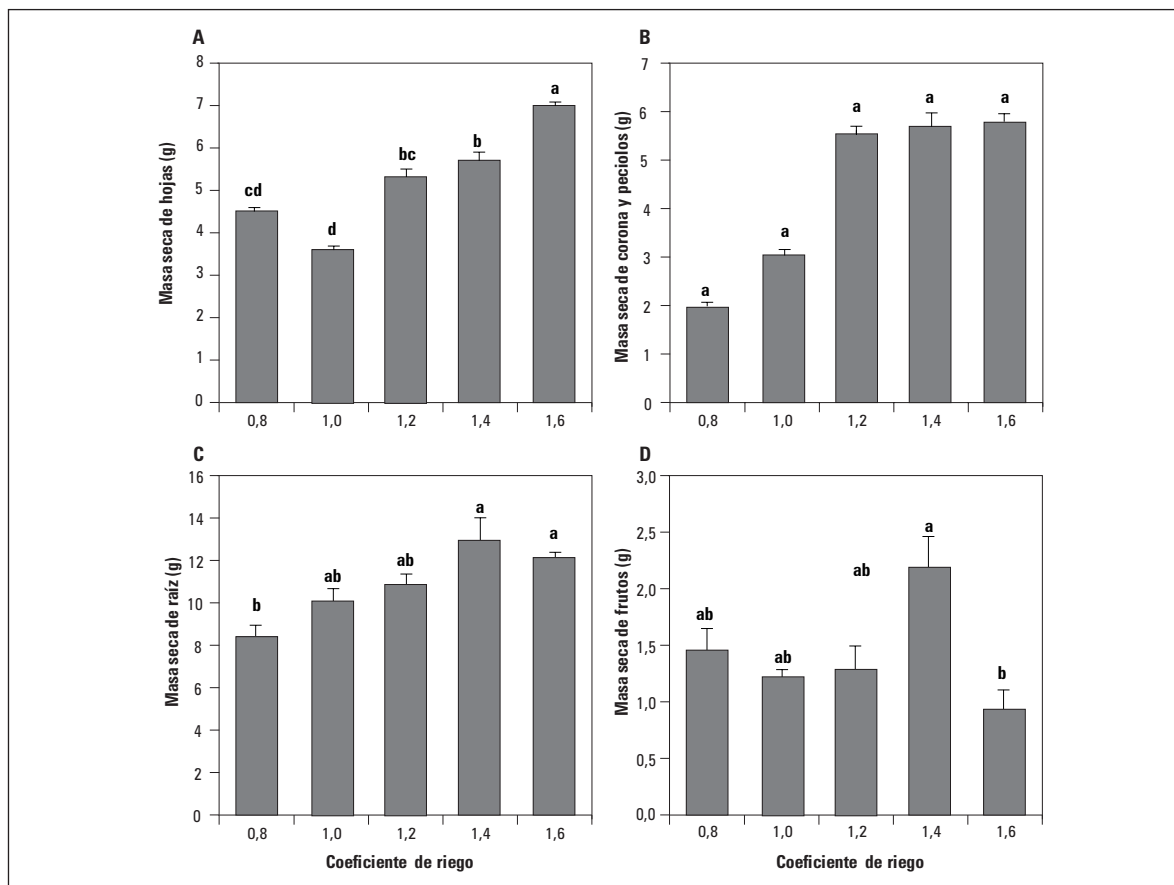 A
Masa seca de hojas (g)
8
7
6
5
4
3
2
1
0
cd
d
bc
b
a
0,8 1,0 1,2 1,4 1,6
B
Masa seca de corona y peciolos (g)
7
6
5
4
3
2
1
0
a
a
a
a
a
0,8 1,0 1,2 1,4 1,6
C
Masa seca de raíz (g)
16
14
12
10
8
6
4
2
0
b
ab
ab
a
a
0,8 1,0 1,2 1,4 1,6
Coeficiente de riego
D
Masa seca de frutos (g)
3,0
2,5
2,0
1,5
1,0
0,5
0,0
ab
ab
ab
a
b
0,8 1,0 1,2 1,4 1,6
Coeficiente de riego